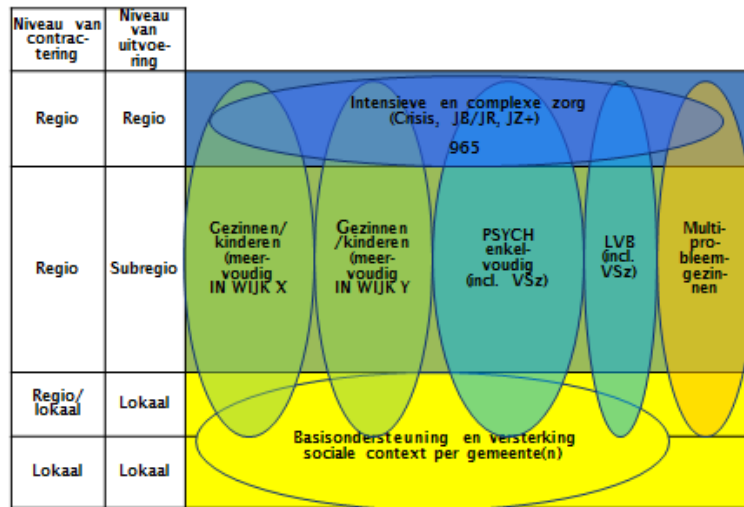 Niveau van
contrac-
tering
Niveau
van
uitvoe-
ring
Regio
Regio
Intensieve en complexe zorg
(Crisis, JB/JR, JZ+)
965
Regio
Subregio
Gezinnen/
kinderen
(meer-
voudig
IN WIJK X
Gezinnen
/kinderen
(meer-
voudig
IN WIJK Y
PSYCH
enkel-
voudig
(incl. VSz)
LVB
(incl.
VSz)
Multi-
pro-
bleem-
gezin-
nen
Regio/
lokaal
Lokaal
Lokaal
Lokaal
Basisondersteuning en versterking
sociale context per gemeente(n)